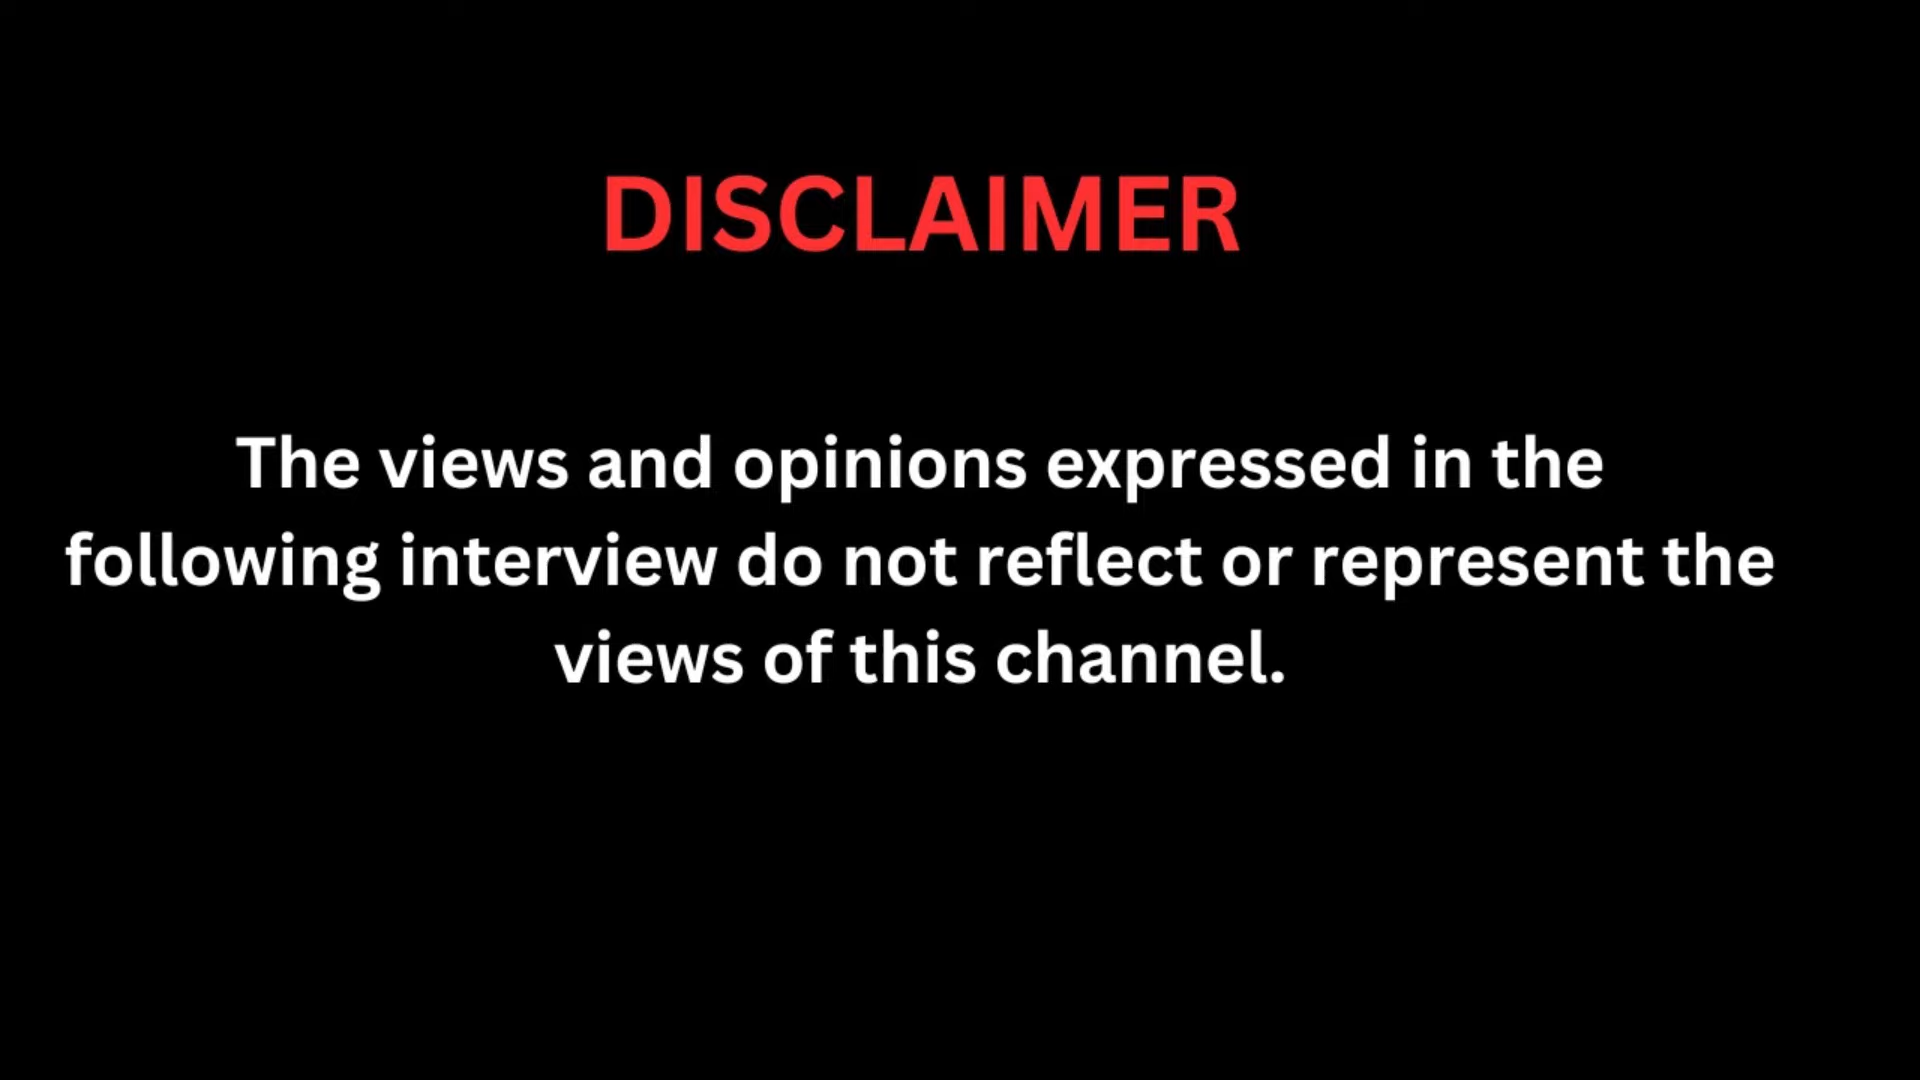 DISCLAIMER
The views and opinions expressed in the
following interview do not reflect or represent the
views of this channel.